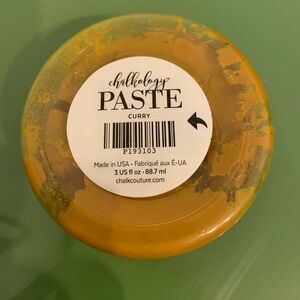 chalkology
PASTE
CURRY
P193103
Made in USA • Fabriqué aux É-UA
3 US fl oz • 88.7 ml
chalkcouture.com